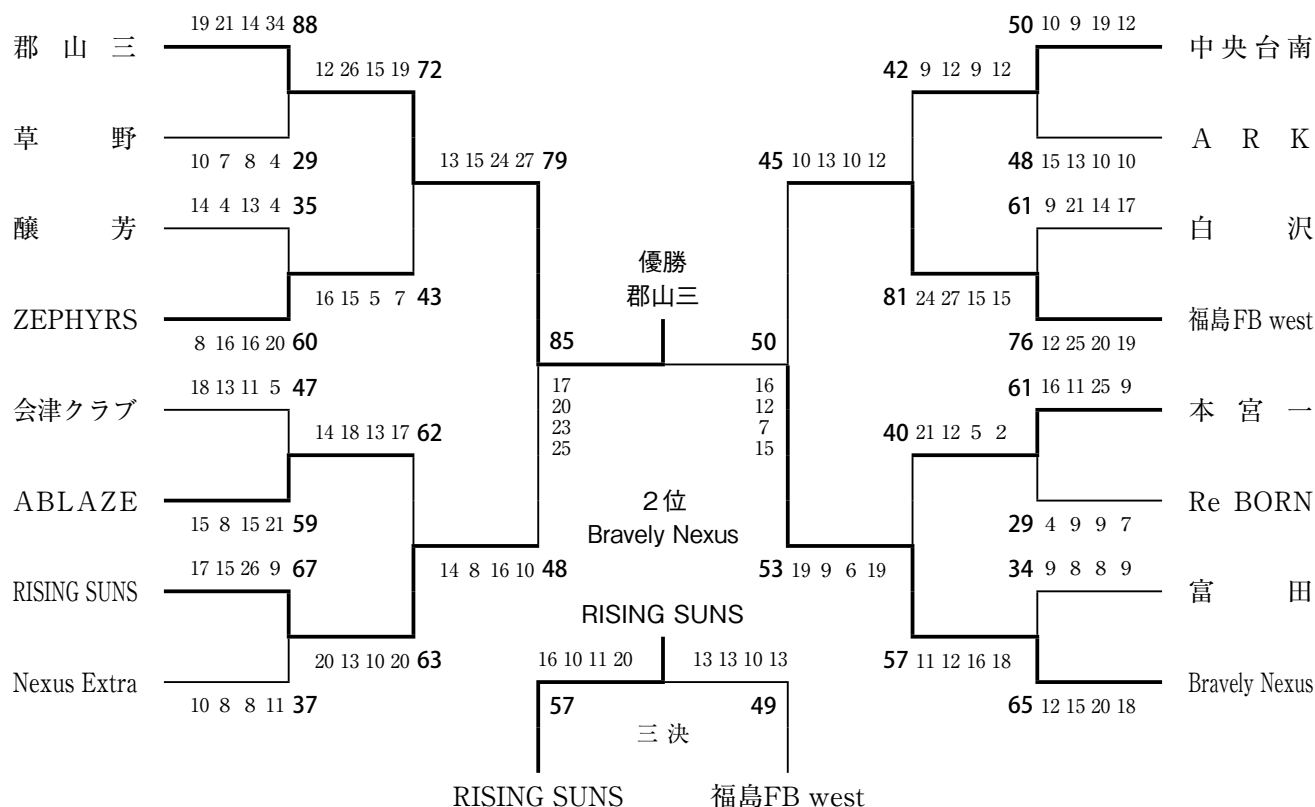 19 21 14 34 88
郡山三
12 26 15 19 72
草野
10 7 8 4 29
13 15 24 27 79
14 4 13 4 35
醸芳
16 15 5 7 43
ZEPHYRS
8 16 16 20 60
18 13 11 5 47
会津クラブ
14 18 13 17 62
ABLAZE
15 8 15 21 59
17 15 26 9 67
14 8 16 10 48
RISING SUNS
20 13 10 20 63
Nexus Extra
10 8 8 11 37
優勝
郡山三
85 50
17 16
20 12
23 7
25 15
2位
Bravely Nexus
RISING SUNS
16 10 11 20 13 13 10 13
57 49
三決
RISING SUNS 福島FB west
50 10 9 19 12
中央台南
42 9 12 9 12
ARK
48 15 13 10 10
45 10 13 10 12
61 9 21 14 17
白沢
81 24 27 15 15
福島FB west
76 12 25 20 19
61 16 11 25 9
本宮一
40 21 12 5 2
Re BORN
29 4 9 9 7
53 19 9 6 19
34 9 8 8 9
富田
57 11 12 16 18
Bravely Nexus
65 12 15 20 18